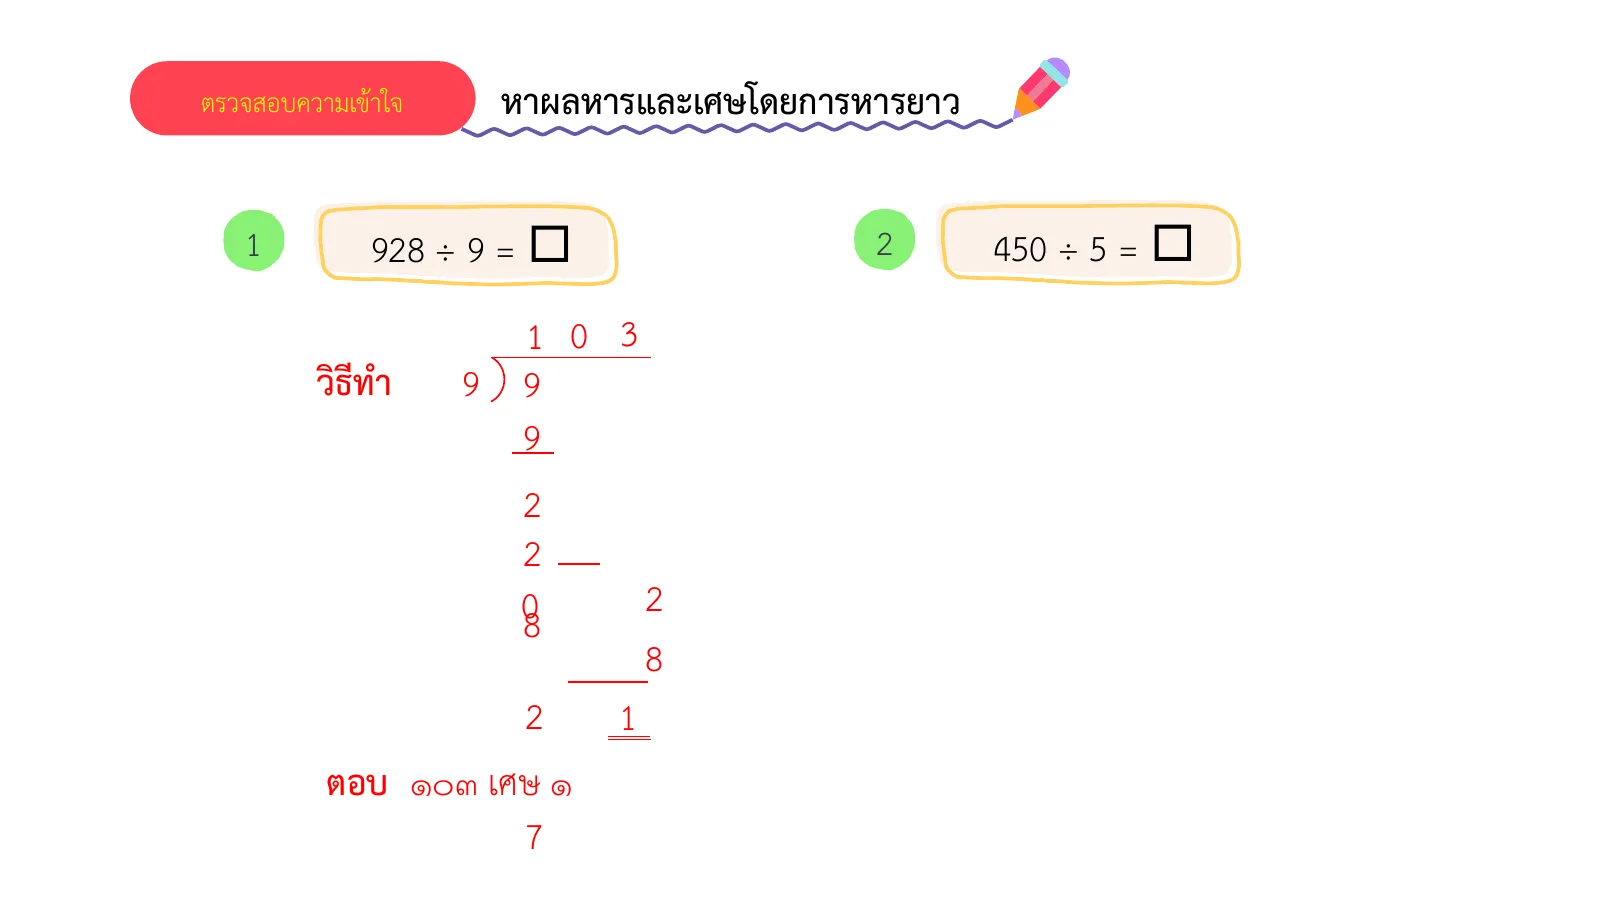 ตรวจสอบความเข้าใจ หาผลหารและเศษโดยการหารยาว
1 928 ÷ 9 = □
2 450 ÷ 5 = □
1 0 3
วิธีทำ 9 ) 9
9
2
2
0 2
8
8
2 1
ตอบ ๑๐๓ เศษ ๑
7